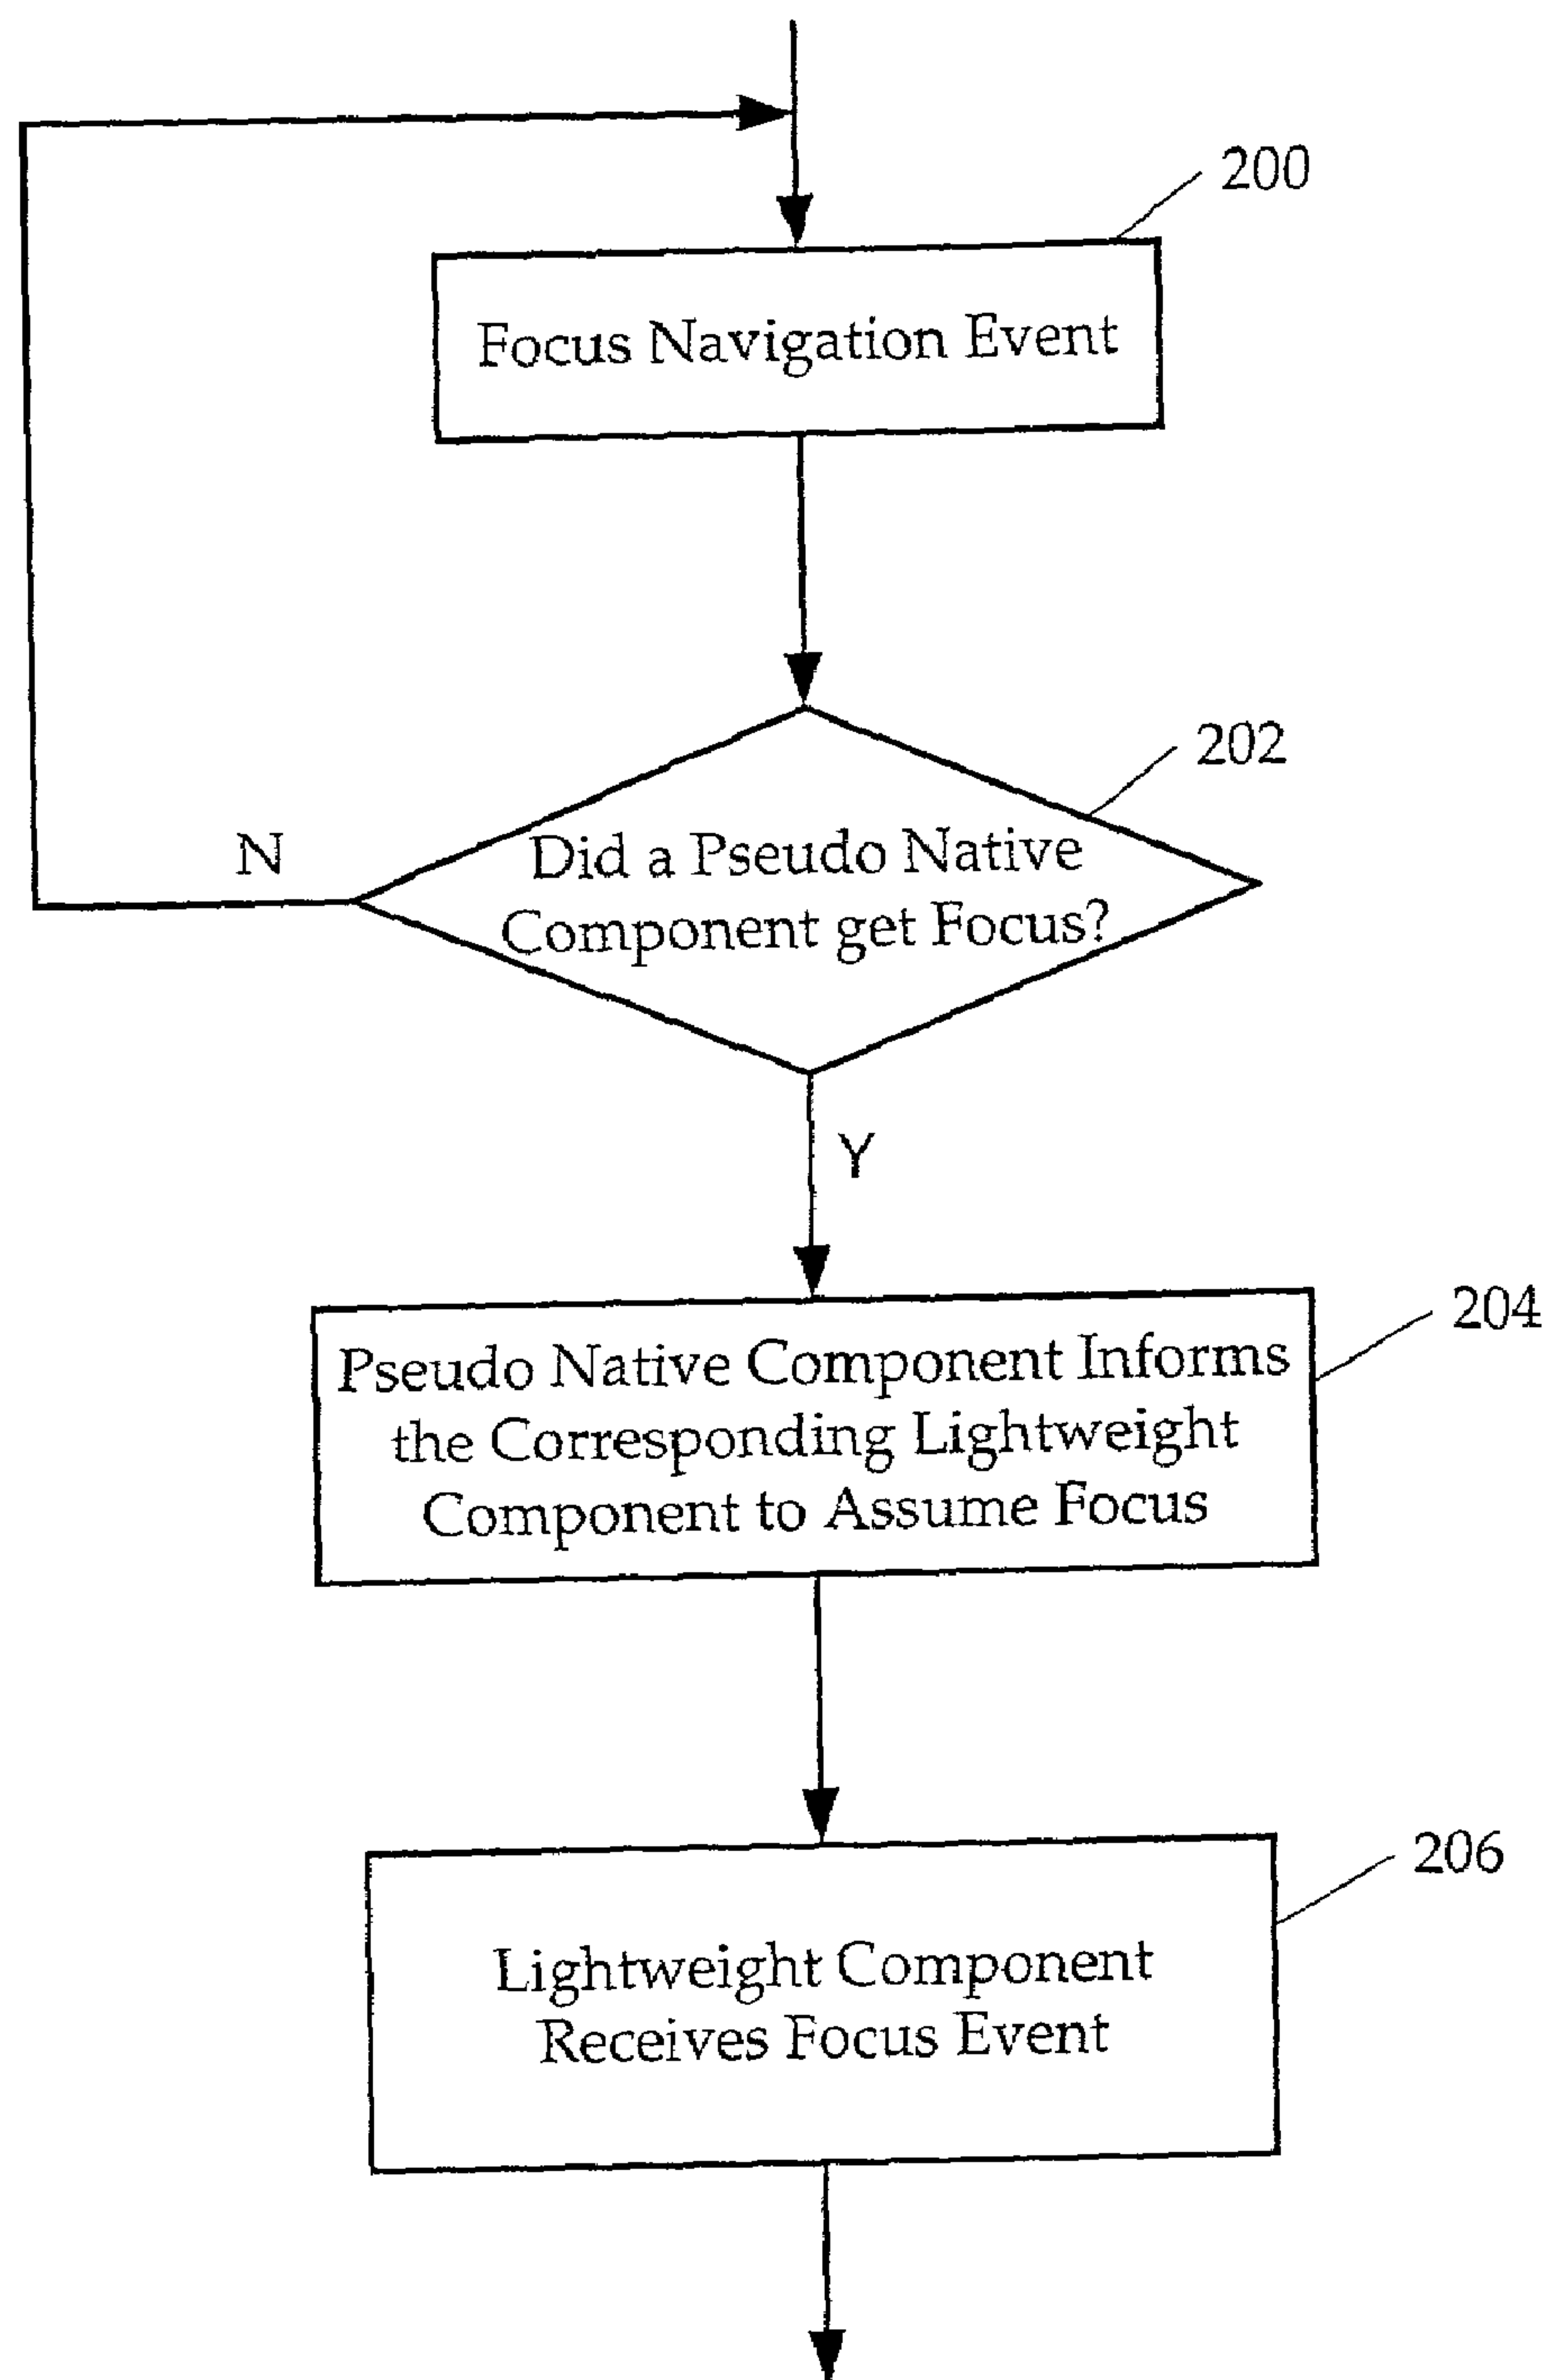 200
Focus Navigation Event
202
N
Did a Pseudo Native
Component get Focus?
Y
204
Pseudo Native Component Informs
the Corresponding Lightweight
Component to Assume Focus
206
Lightweight Component
Receives Focus Event